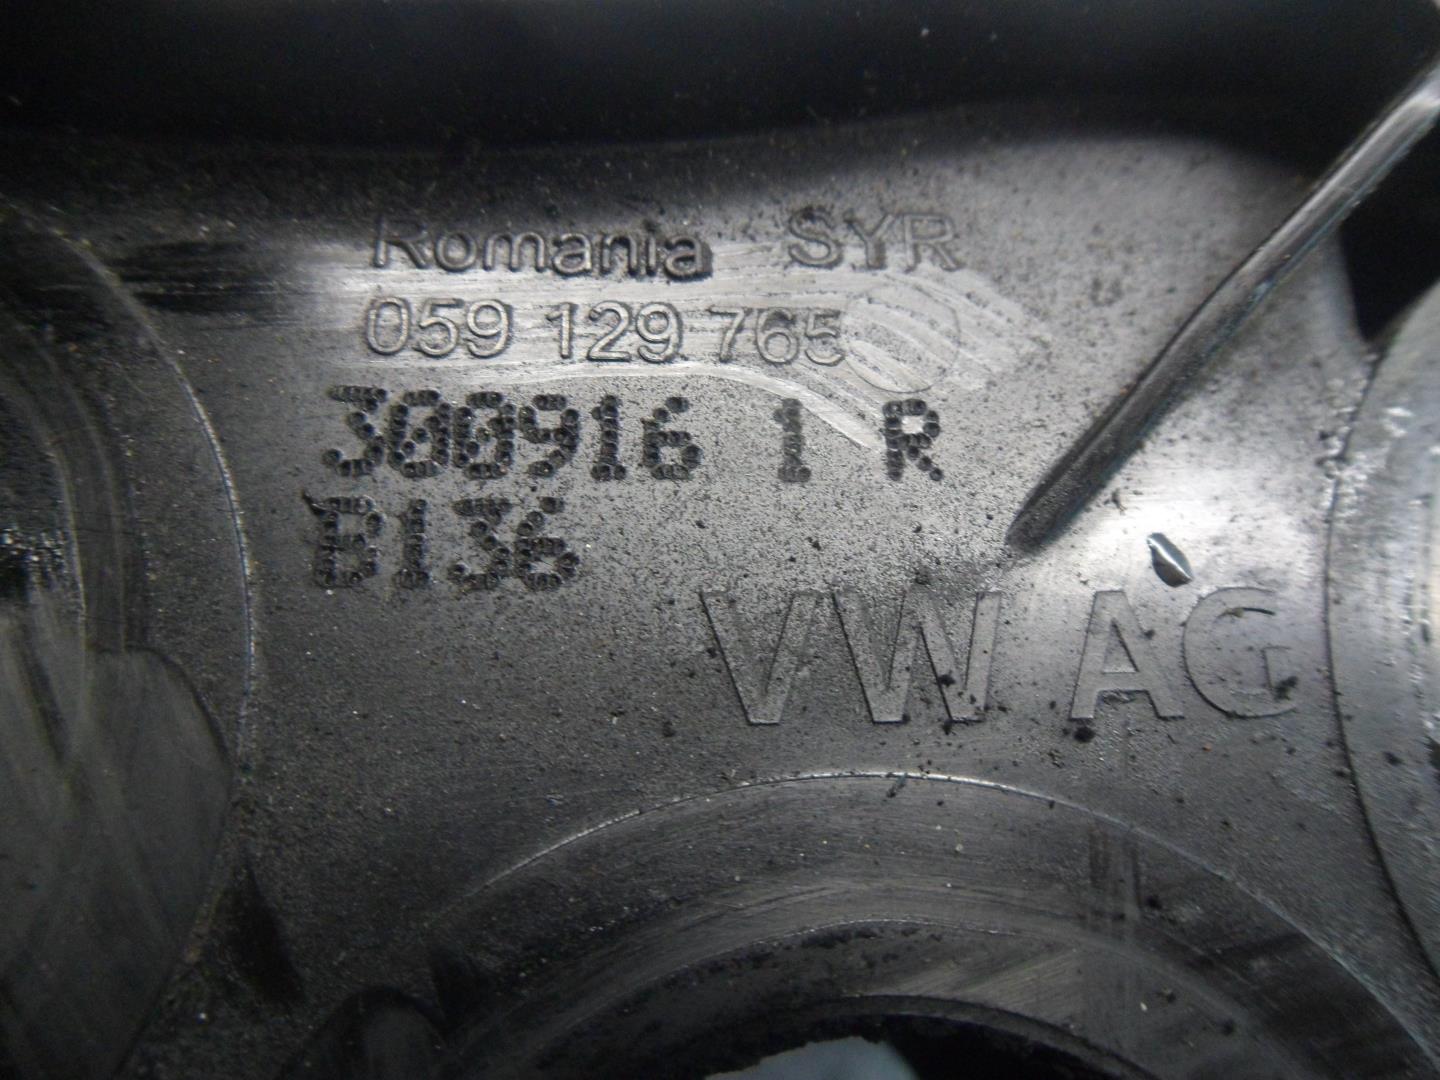 Romania SYR
059 129 765
300916 1 R
B136
VW AG